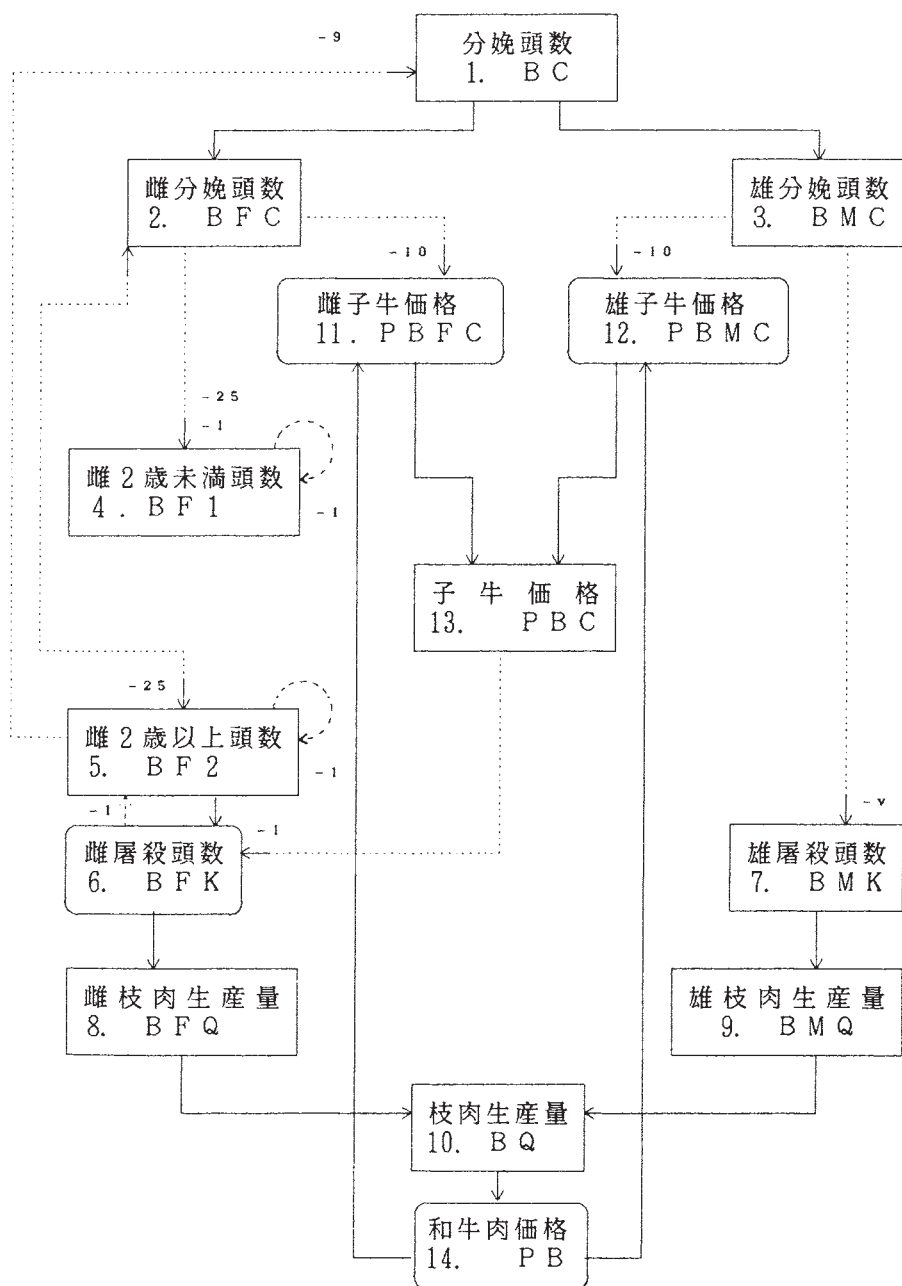 -9
分娩頭数
1. BC
雌分娩頭数
2. BFC
雄分娩頭数
3. BMC
-10
-10
雌子牛価格
11. PBFC
雄子牛価格
12. PBMC
-25
-1
雌2歳未満頭数
4. BF1
-1
子牛価格
13. PBC
-25
雌2歳以上頭数
5. BF2
-1
-1
-1
-v
雌屠殺頭数
6. BFK
雄屠殺頭数
7. BMK
雌枝肉生産量
8. BFQ
雄枝肉生産量
9. BMQ
枝肉生産量
10. BQ
和牛肉価格
14. PB